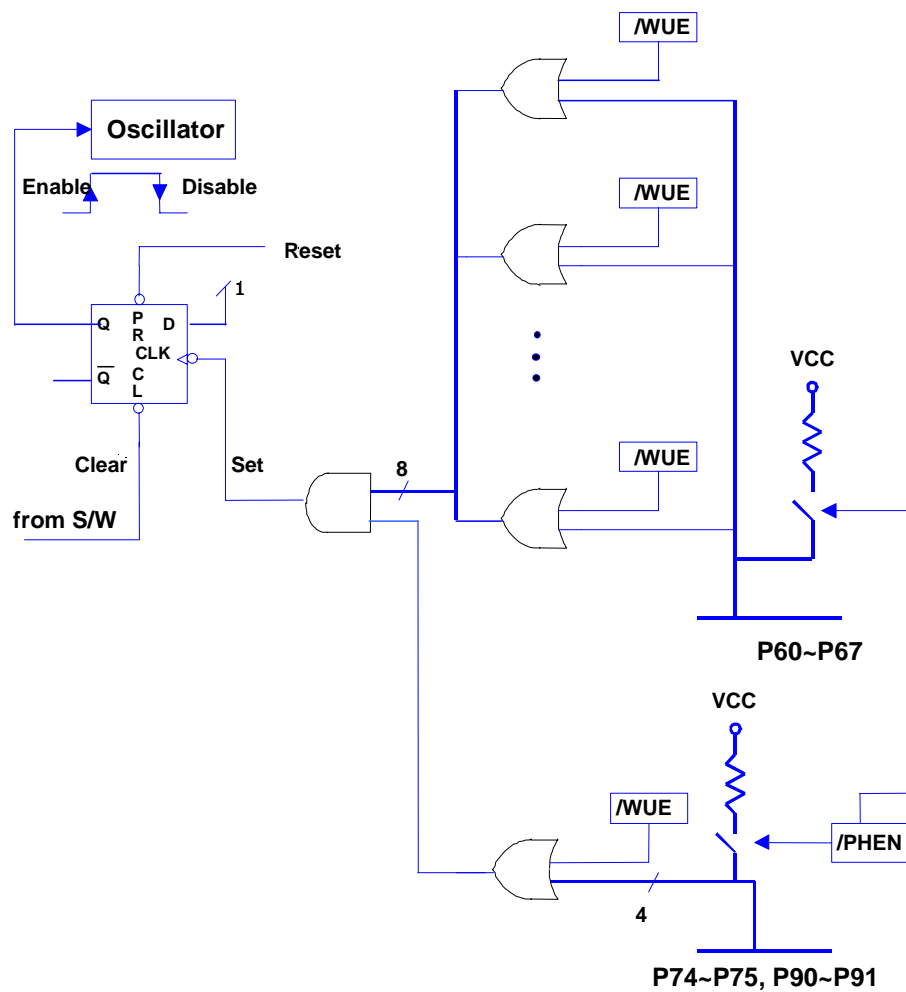 /WUE
Oscillator
Enable Disable
/WUE
Reset
1
Q P R D
CLK
Q C L
VCC
Clear Set
8
/WUE
from S/W
P60~P67
VCC
/WUE
/PHEN
4
P74~P75, P90~P91